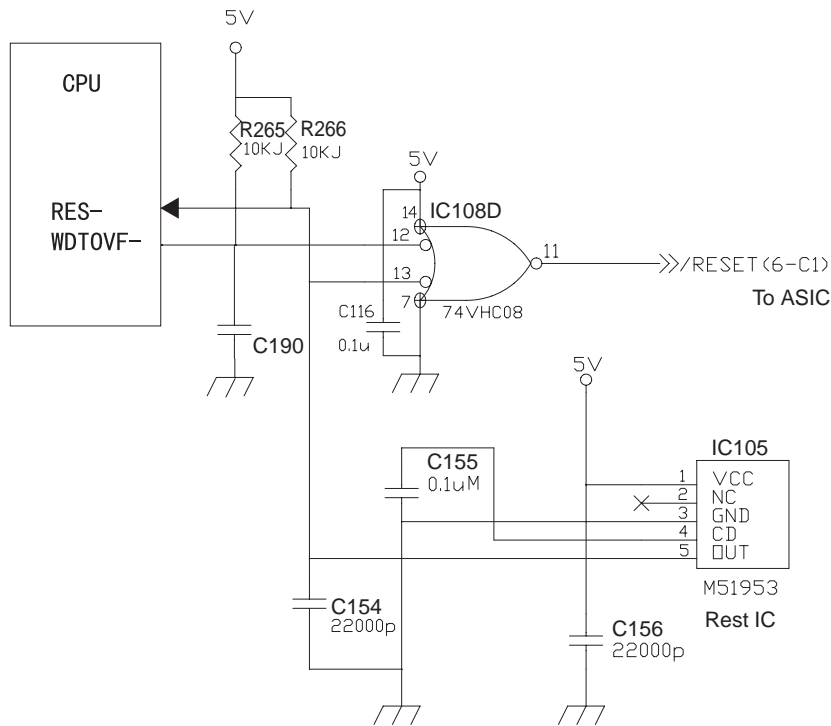 5V
CPU
R265
R266
10KJ
10KJ
5V
RES-
WDTOVF-
14
IC108D
12
11
13
/RESET(6-C1)
7
74VHC08
To ASIC
C116
0.1u
C190
5V
IC105
C155
0.1uM
1
VCC
2
NC
3
GND
4
CD
5
OUT
M51953
C154
22000p
Rest IC
C156
22000p